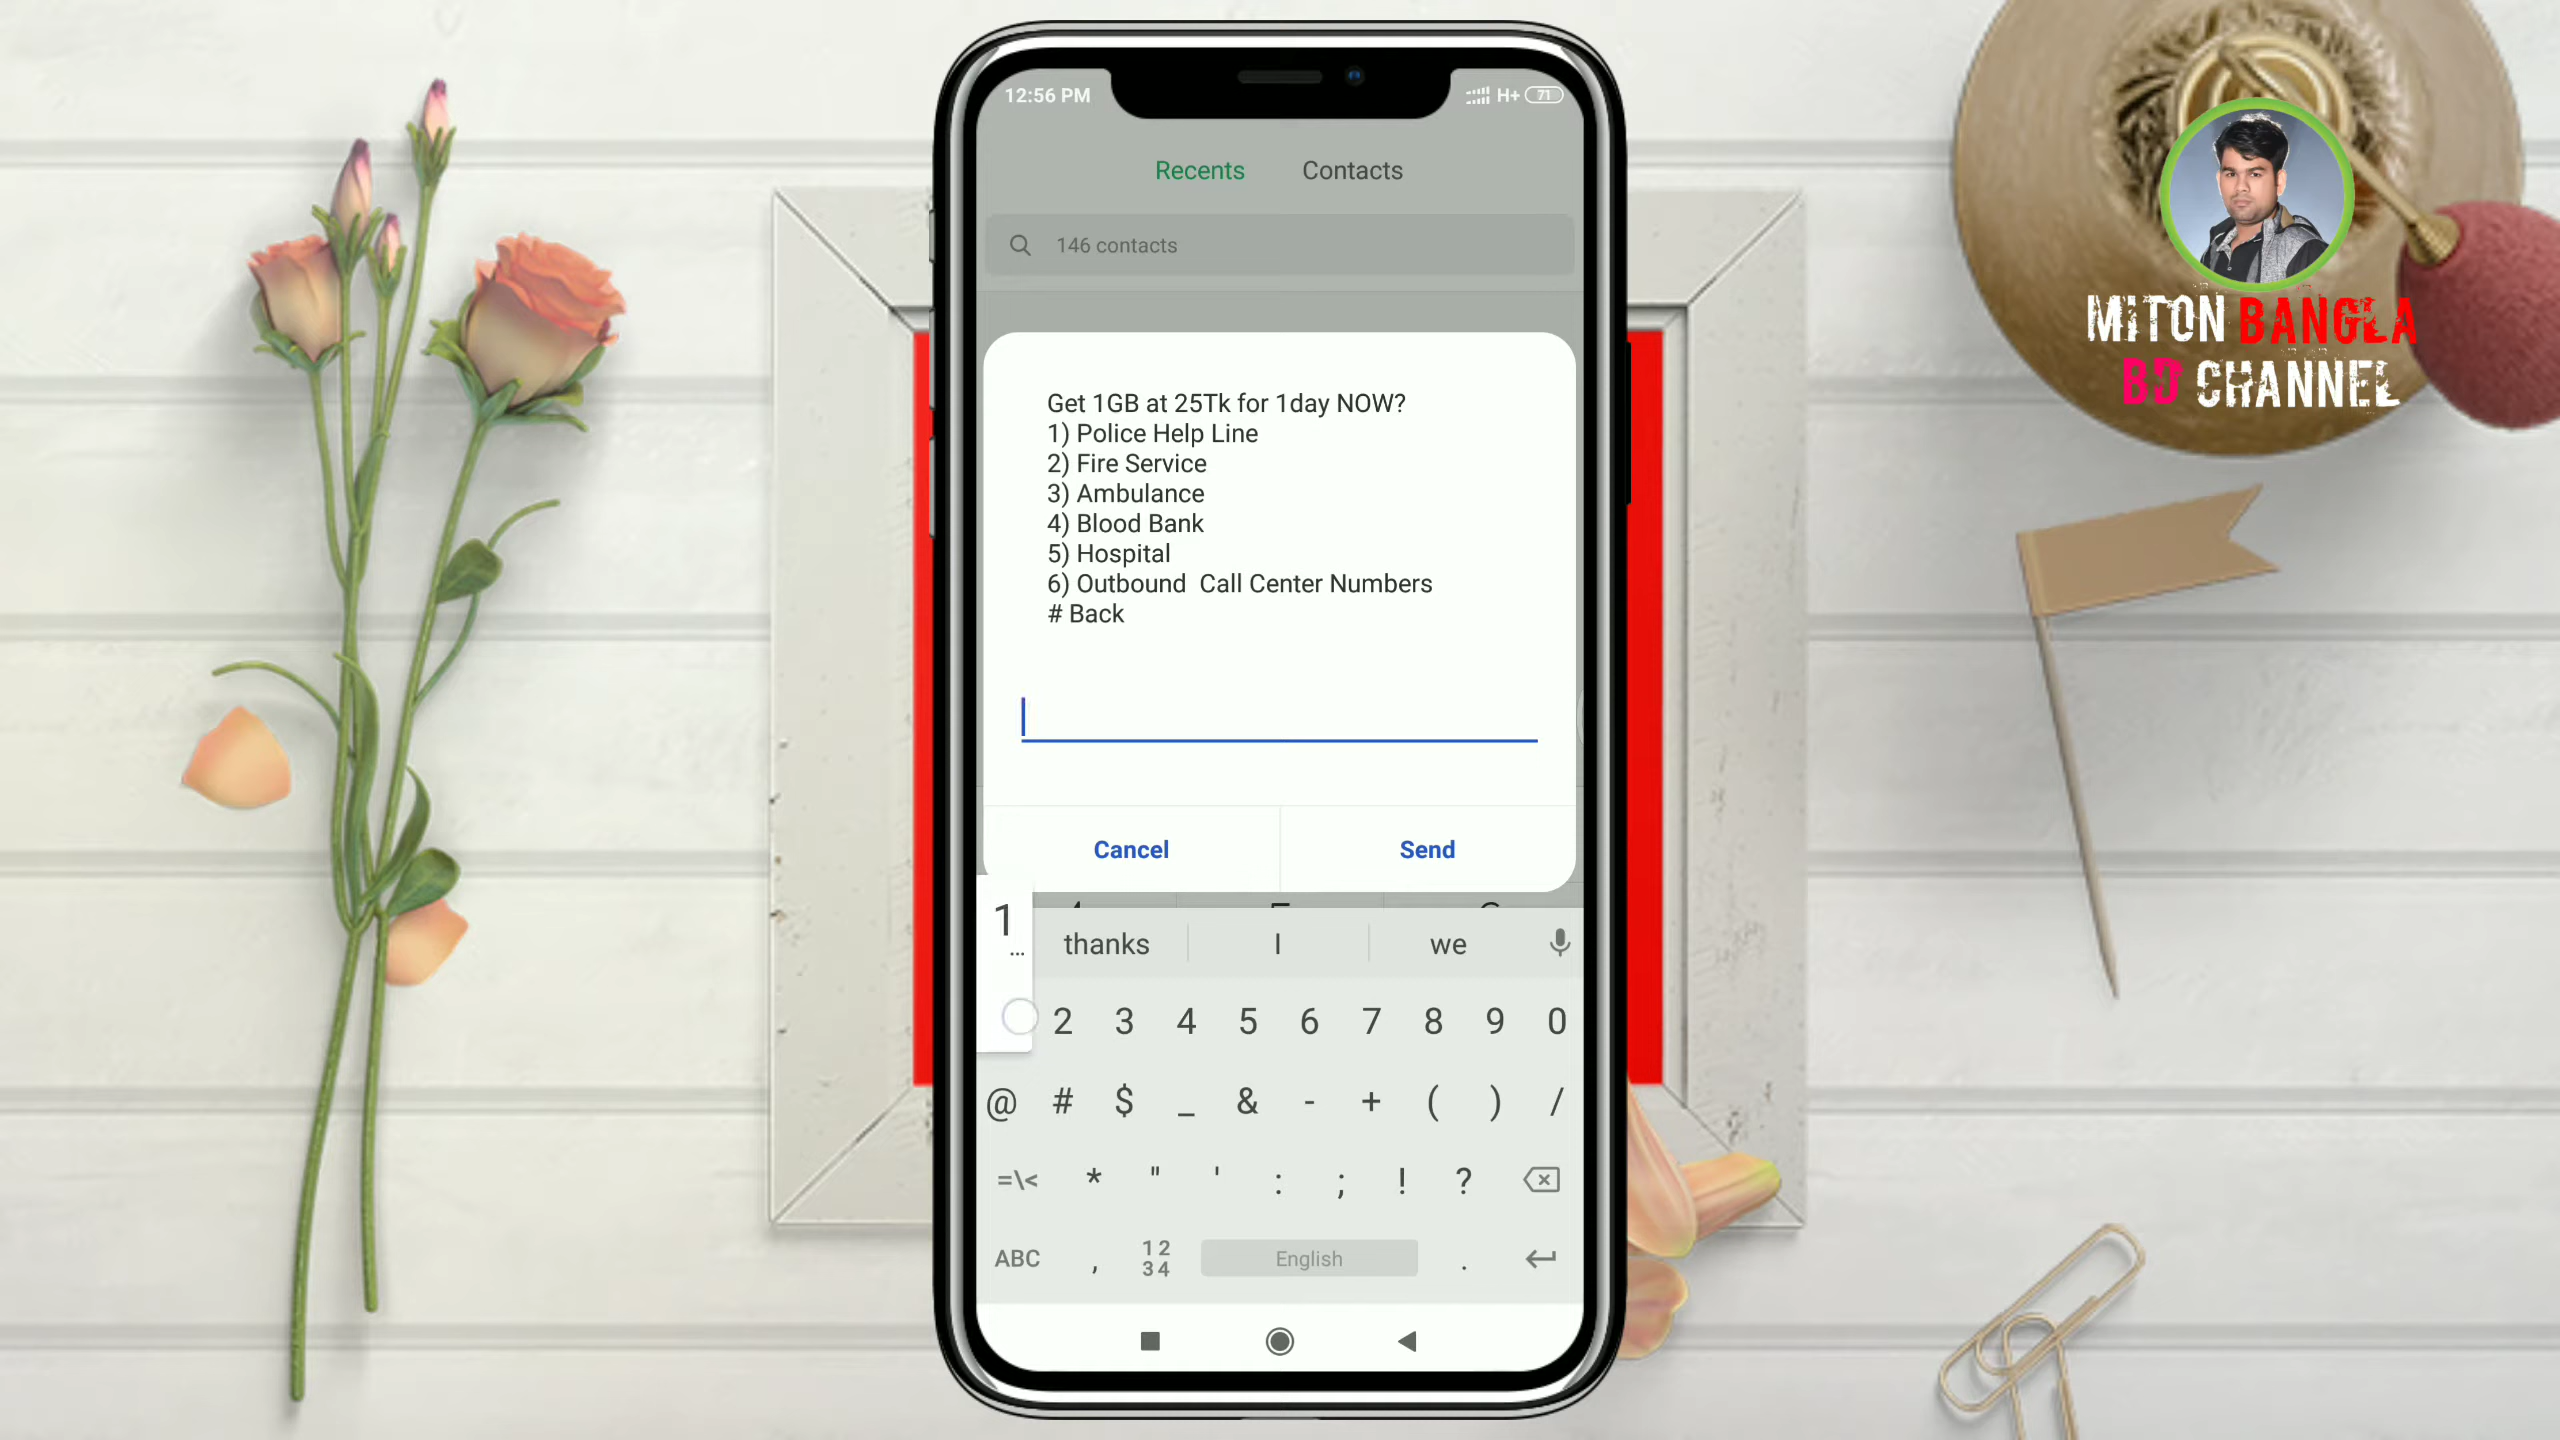 12:56 PM
H+ 71
Recents Contacts
146 contacts
Get 1GB at 25Tk for 1day NOW?
1) Police Help Line
2) Fire Service
3) Ambulance
4) Blood Bank
5) Hospital
6) Outbound  Call Center Numbers
# Back
Cancel Send
1
...
thanks I we
2 3 4 5 6 7 8 9 0
@ # $ _ & - + ( ) /
=\< * " ' : ; ! ?
ABC , 12 34 English .
MITON BANGLA
BD CHANNEL